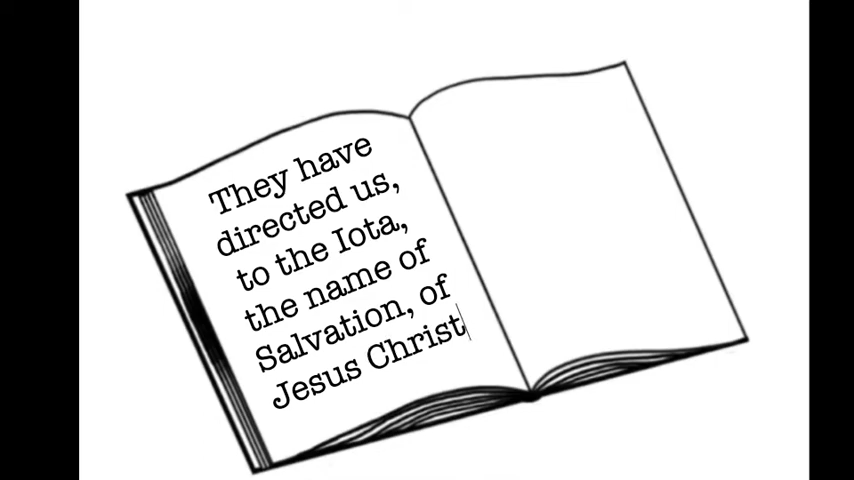 They have
directed us,
to the Iota,
the name of
Salvation, of
Jesus Christ